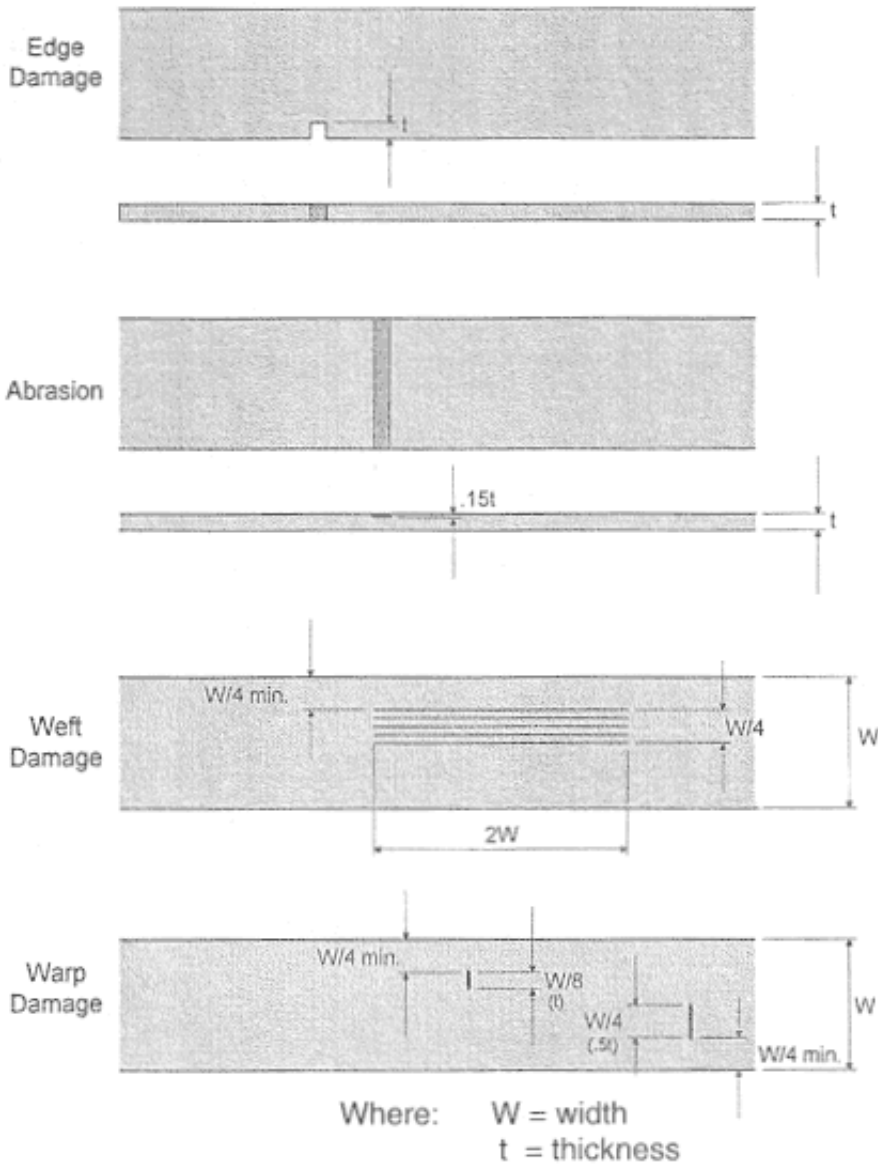 Edge
Damage
t
t
Abrasion
.15t
t
W/4 min.
Weft
Damage
W/4
W
2W
W/4 min.
Warp
Damage
W/8
(t)
W/4
(.5t)
W
W/4 min.
Where: W = width
t = thickness